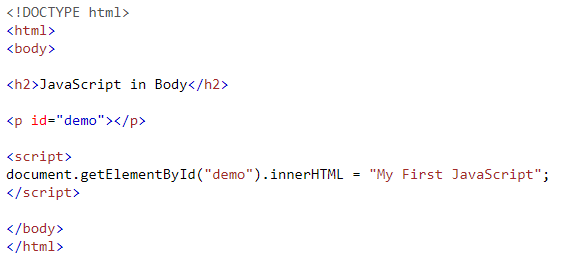 <!DOCTYPE html>
<html>
<body>
<h2>JavaScript in Body</h2>
<p id="demo"></p>
<script>
document.getElementById("demo").innerHTML = "My First JavaScript";
</script>
</body>
</html>